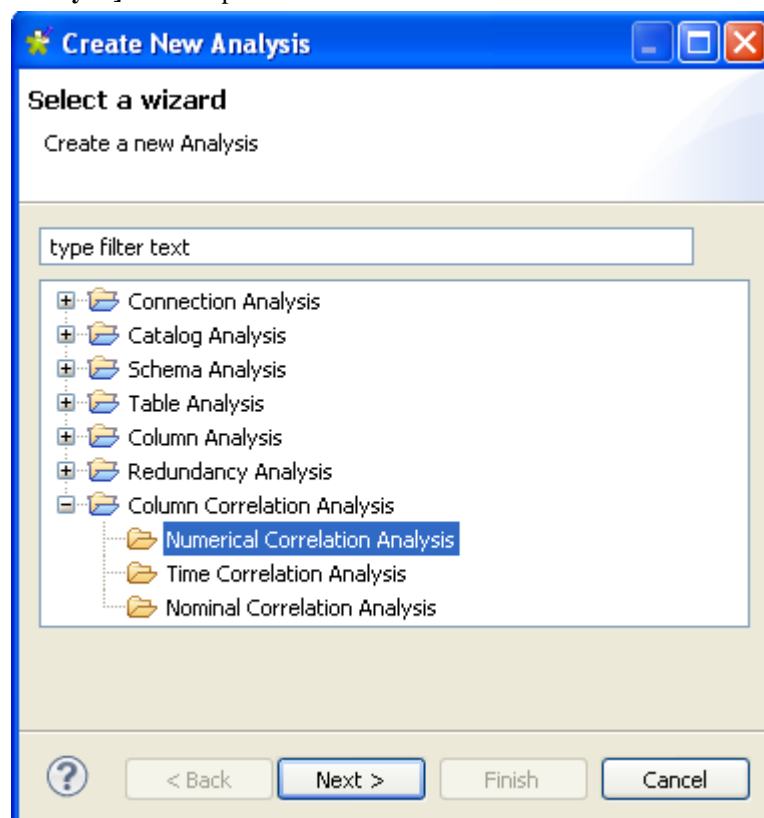 Create New Analysis
Select a wizard
Create a new Analysis
type filter text
Connection Analysis
Catalog Analysis
Schema Analysis
Table Analysis
Column Analysis
Redundancy Analysis
Column Correlation Analysis
Numerical Correlation Analysis
Time Correlation Analysis
Nominal Correlation Analysis
? < Back Next > Finish Cancel